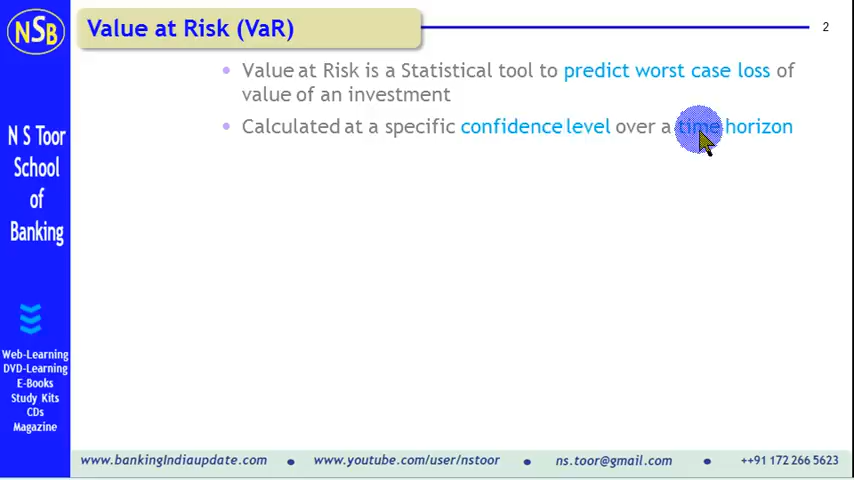 NSB
Value at Risk (VaR)
2
Value at Risk is a Statistical tool to predict worst case loss of
value of an investment
Calculated at a specific confidence level over a time horizon
N S Toor
School
of
Banking
Web-Learning
DVD-Learning
E-Books
Study Kits
CDs
Magazine
www.bankingIndiaupdate.com • www.youtube.com/user/nstoor • ns.toor@gmail.com • ++91 172 266 5623